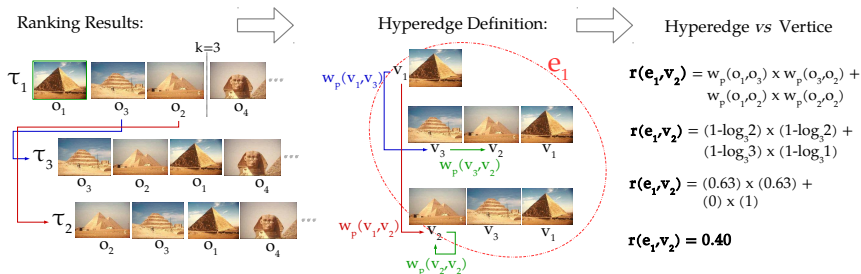 Ranking Results:
Hyperedge Definition:
Hyperedge vs Vertice
k=3
τ1
o1 o3 o2 o4 ...
τ3
o3 o2 o1 o4 ...
τ2
o2 o3 o1 o4 ...
e1
wp(v1,v3)
v1
v3 v2 v1
wp(v3,v2)
wp(v1,v2)
v2 v3 v1
wp(v2,v2)
r(e1,v2) = wp(o1,o3) x wp(o3,o2) +
wp(o1,o2) x wp(o2,o2)
r(e1,v2) = (1-log32) x (1-log32) +
(1-log33) x (1-log31)
r(e1,v2) = (0.63) x (0.63) +
(0) x (1)
r(e1,v2) = 0.40